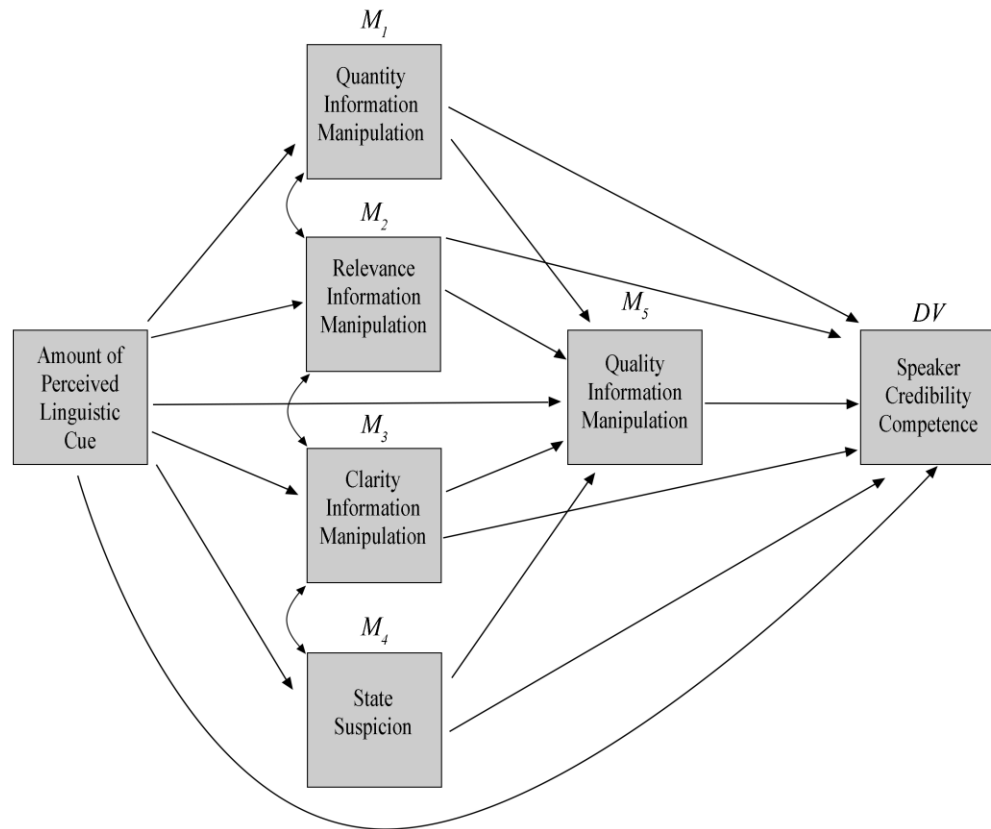 M1
Quantity
Information
Manipulation
M2
Relevance
Information
Manipulation
M5
DV
Amount of
Perceived
Linguistic
Cue
Quality
Information
Manipulation
Speaker
Credibility
Competence
M3
Clarity
Information
Manipulation
M4
State
Suspicion